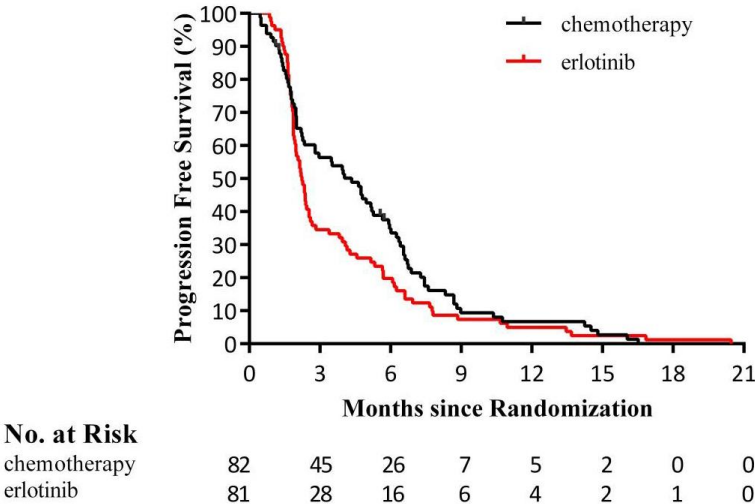 Progression Free Survival (%)
100
90
80
70
60
50
40
30
20
10
0
chemotherapy
erlotinib
0 3 6 9 12 15 18 21
Months since Randomization
No. at Risk
chemotherapy 82 45 26 7 5 2 0 0
erlotinib 81 28 16 6 4 2 1 0